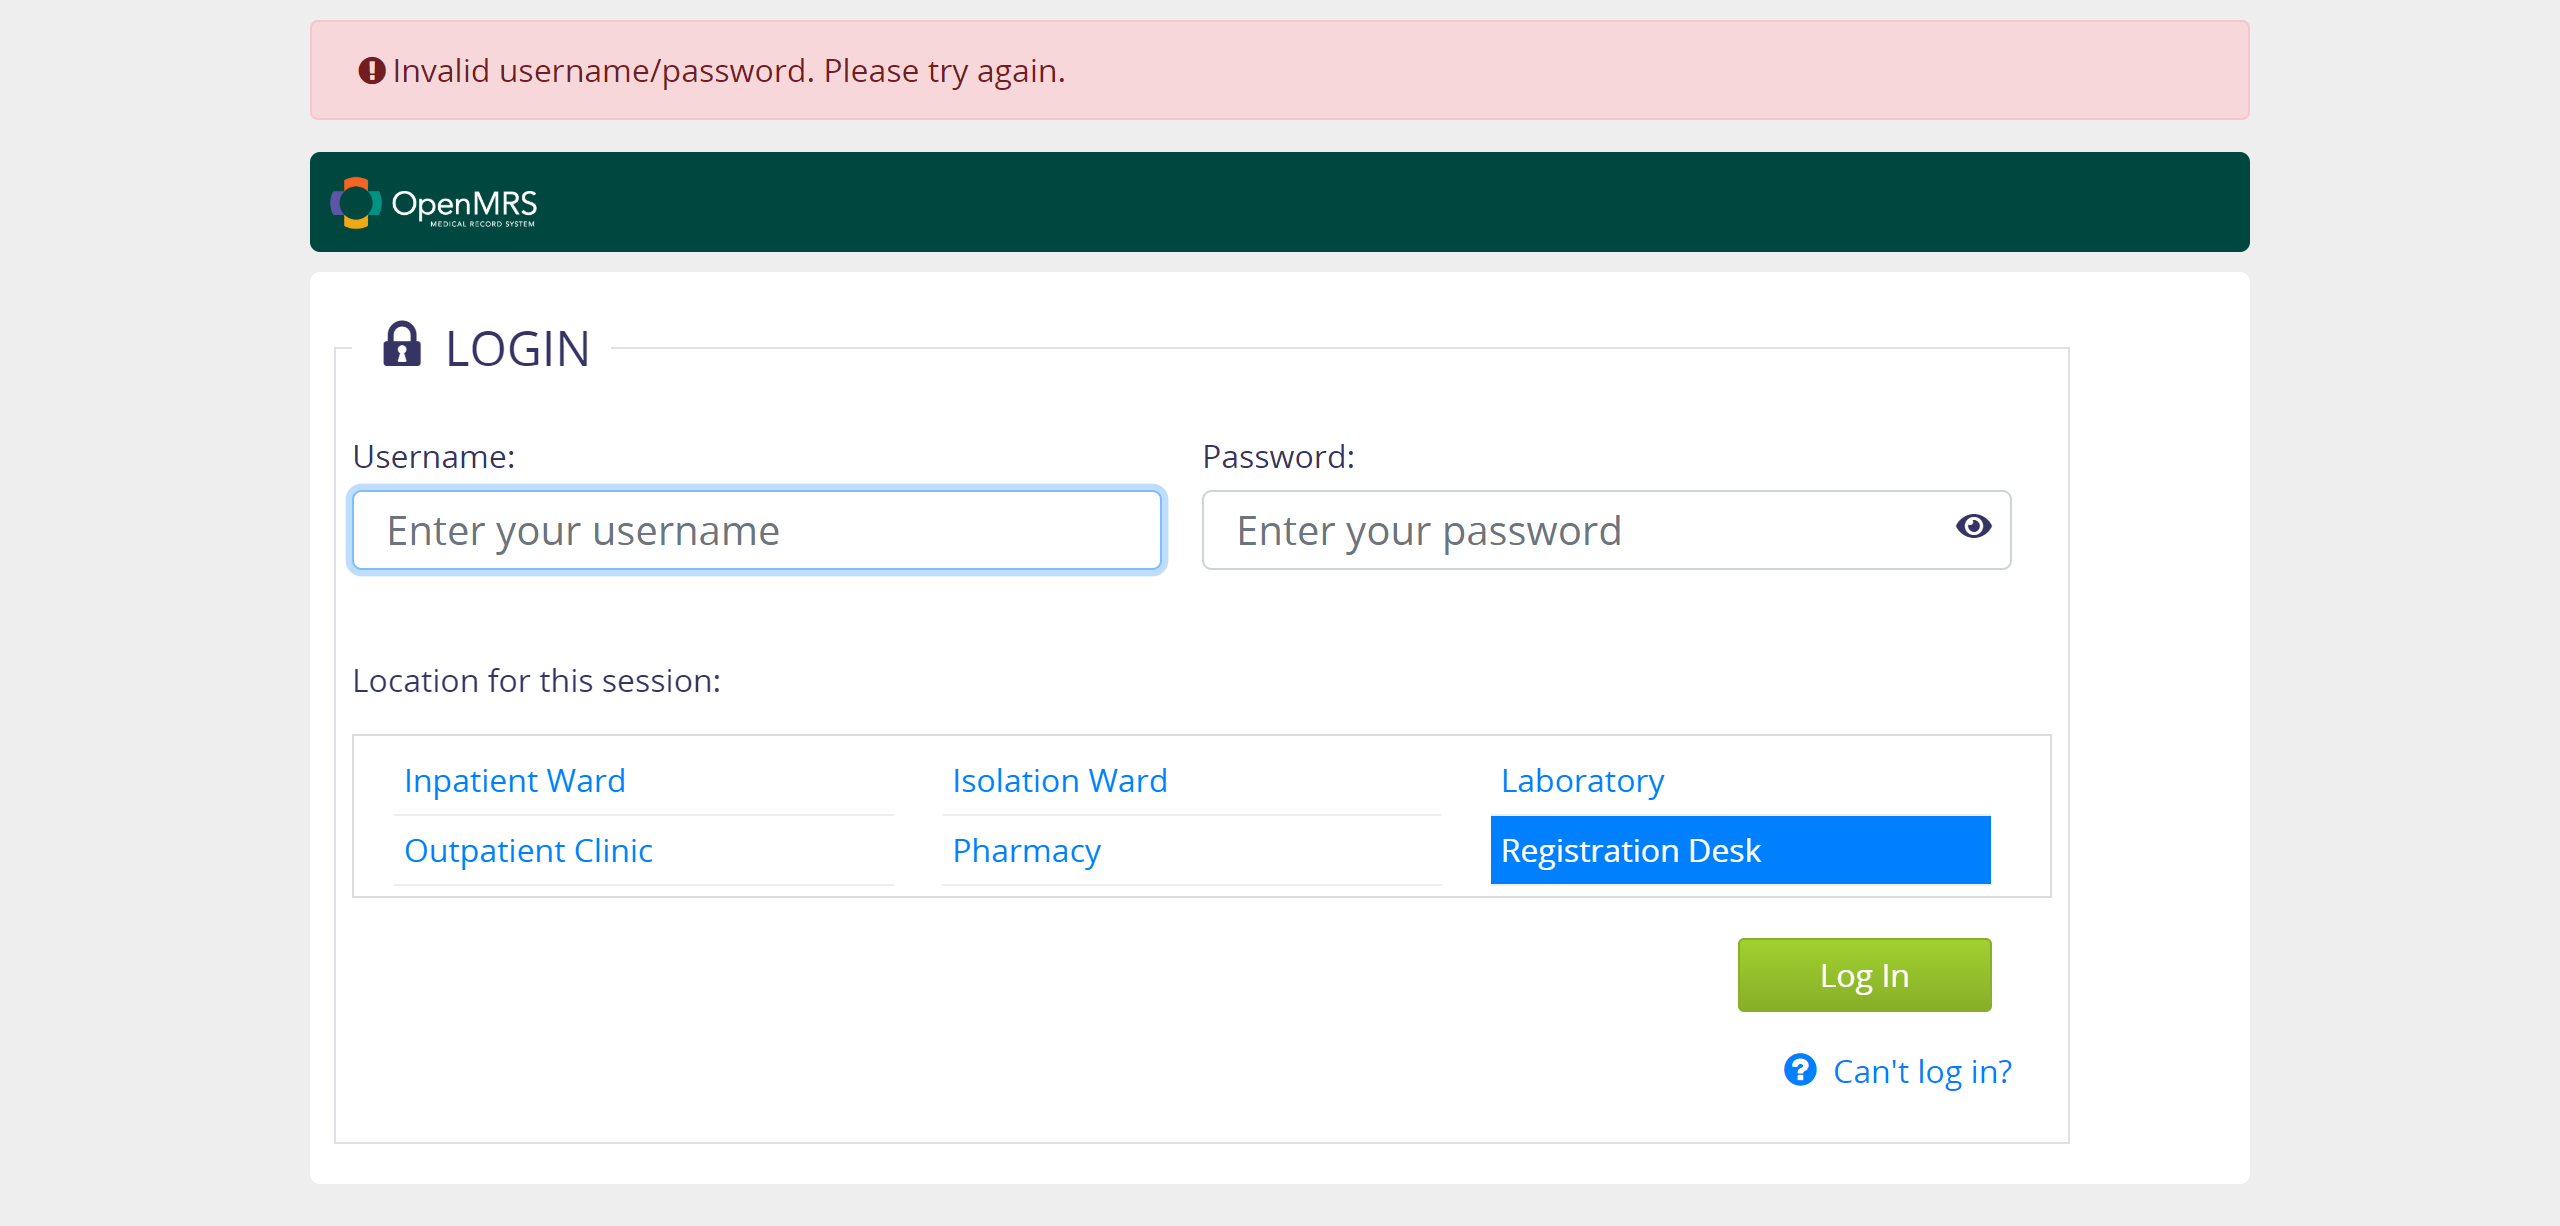 Invalid username/password. Please try again.
OpenMRS
MEDICAL RECORD SYSTEM
LOGIN
Username:
Password:
Enter your username
Enter your password
Location for this session:
Inpatient Ward
Isolation Ward
Laboratory
Outpatient Clinic
Pharmacy
Registration Desk
Log In
Can't log in?